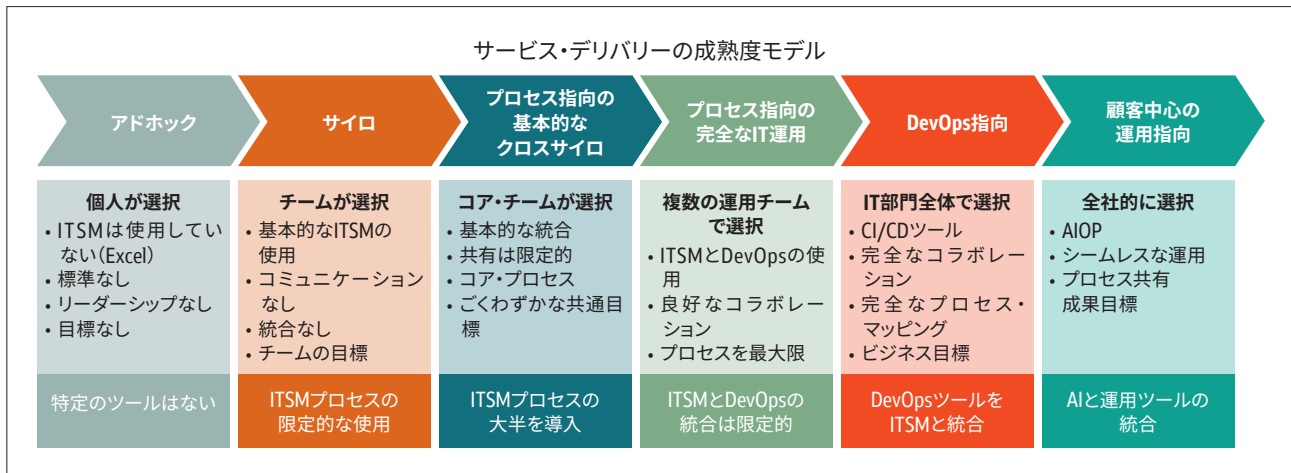 サービス・デリバリーの成熟度モデル
アドホック
サイロ
プロセス指向の
基本的な
クロスサイロ
プロセス指向の
完全なIT運用
DevOps指向
顧客中心の
運用指向
個人が選択
• ITSMは使用してい
ない(Excel)
• 標準なし
• リーダーシップなし
• 目標なし
チームが選択
• 基本的なITSMの
使用
• コミュニケーション
なし
• 統合なし
• チームの目標
コア・チームが選択
• 基本的な統合
• 共有は限定的
• コア・プロセス
• ごくわずかな共通目
標
複数の運用チーム
で選択
• ITSMとDevOpsの使
用
• 良好なコラボレー
ション
• プロセスを最大限
IT部門全体で選択
• CI/CDツール
• 完全なコラボレー
ション
• 完全なプロセス・
マッピング
• ビジネス目標
全社的に選択
• AIOP
• シームレスな運用
• プロセス共有
成果目標
特定のツールはない
ITSMプロセスの
限定的な使用
ITSMプロセスの
大半を導入
ITSMとDevOpsの
統合は限定的
DevOpsツールを
ITSMと統合
AIと運用ツールの
統合